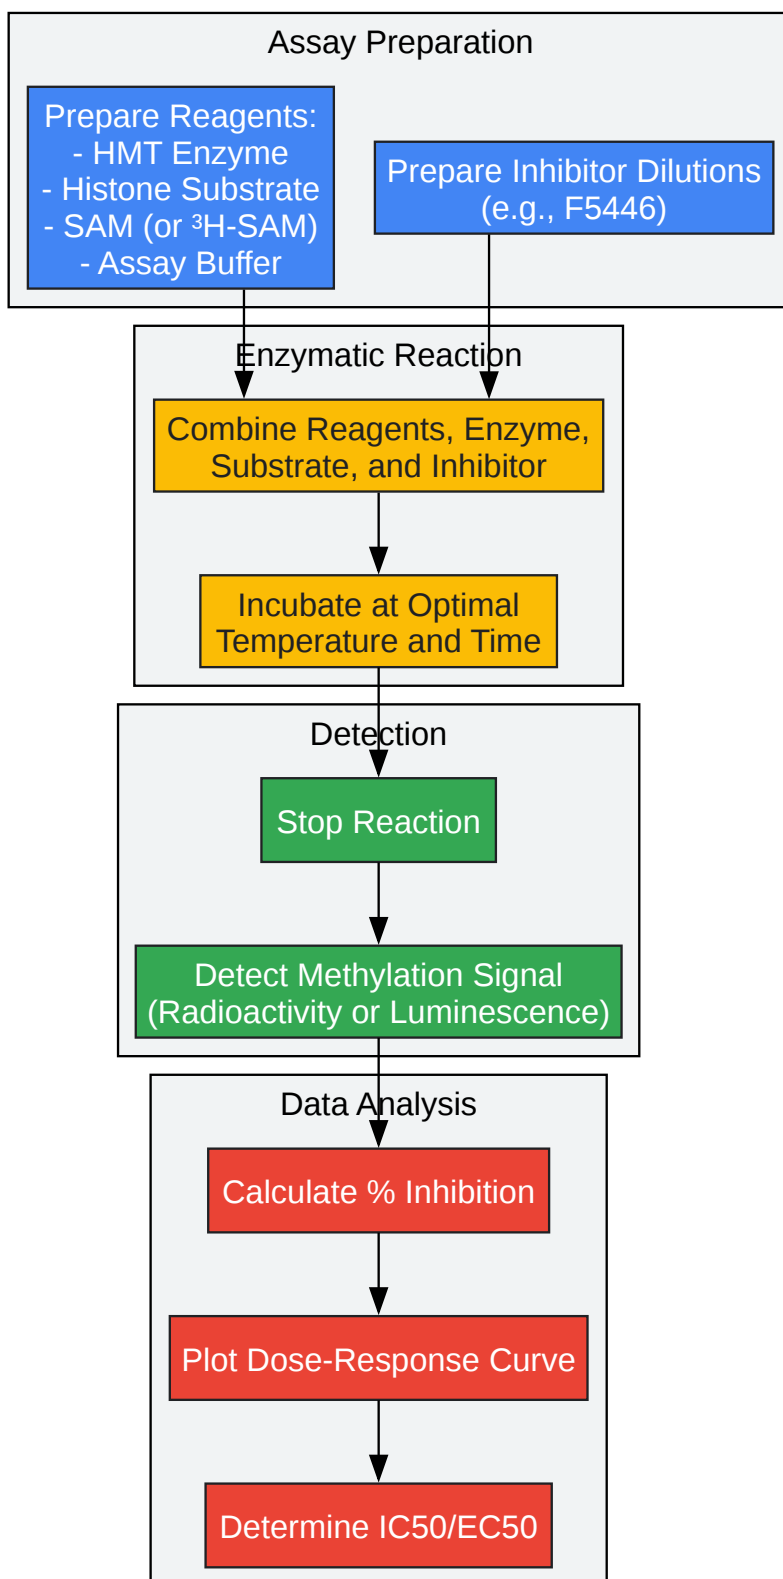 Assay Preparation
Prepare Reagents:
- HMT Enzyme
- Histone Substrate
- SAM (or ³H-SAM)
- Assay Buffer
Prepare Inhibitor Dilutions
(e.g., F5446)
Enzymatic Reaction
Combine Reagents, Enzyme,
Substrate, and Inhibitor
Incubate at Optimal
Temperature and Time
Detection
Stop Reaction
Detect Methylation Signal
(Radioactivity or Luminescence)
Data Analysis
Calculate % Inhibition
Plot Dose-Response Curve
Determine IC50/EC50